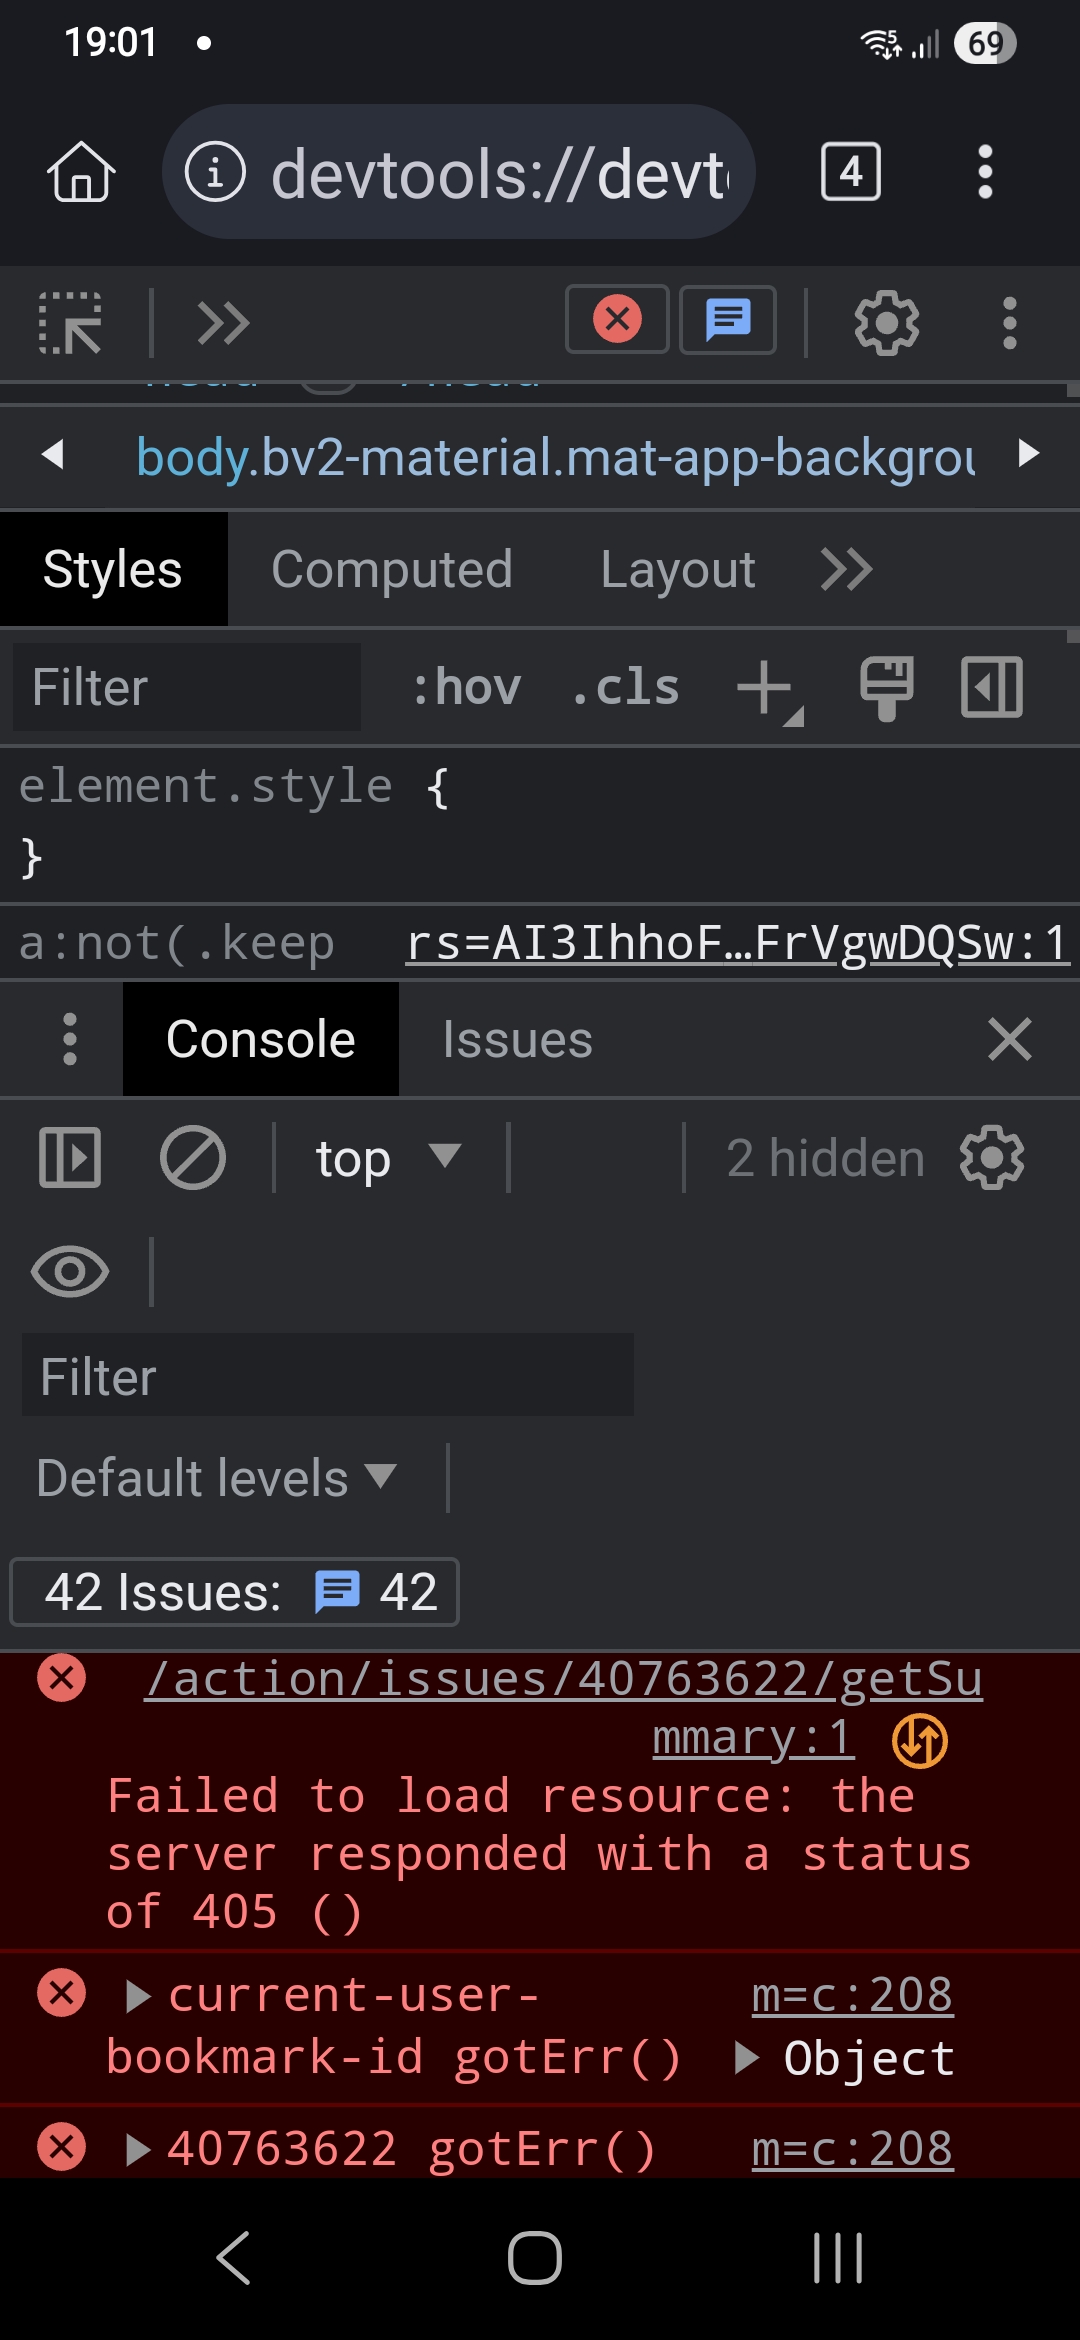 19:01
5
69
devtools://devt
4
body.bv2-material.mat-app-backgrou
Styles Computed Layout
Filter :hov .cls
element.style {
}
a:not(.keep rs=AI3IhhoF…FrVgwDQSw:1
Console Issues
top 2 hidden
Filter
Default levels
42 Issues: 42
/action/issues/40763622/getSu
mmary:1
Failed to load resource: the
server responded with a status
of 405 ()
current-user- m=c:208
bookmark-id gotErr() Object
40763622 gotErr() m=c:208